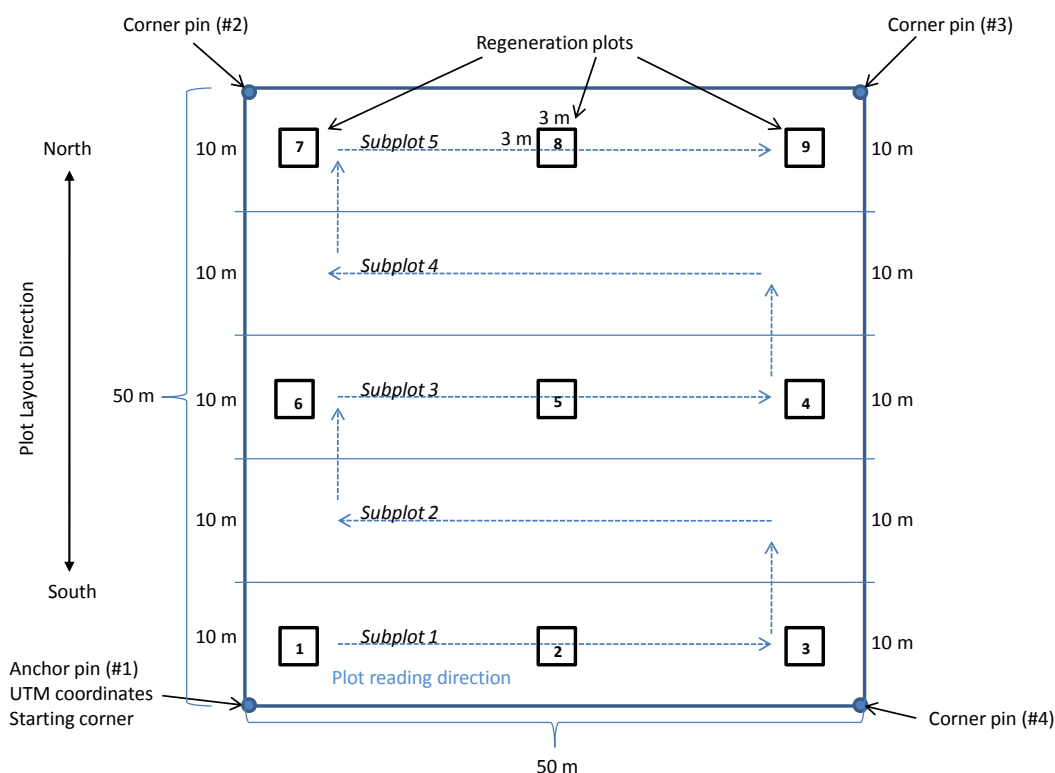 Corner pin (#2)
Corner pin (#3)
Regeneration plots
3 m
North
10 m
7
Subplot 5
3 m
8
9
10 m
10 m
Subplot 4
10 m
Plot Layout Direction
50 m
10 m
6
Subplot 3
5
4
10 m
10 m
Subplot 2
10 m
South
10 m
1
Subplot 1
2
3
10 m
Plot reading direction
Anchor pin (#1)
UTM coordinates
Starting corner
Corner pin (#4)
50 m